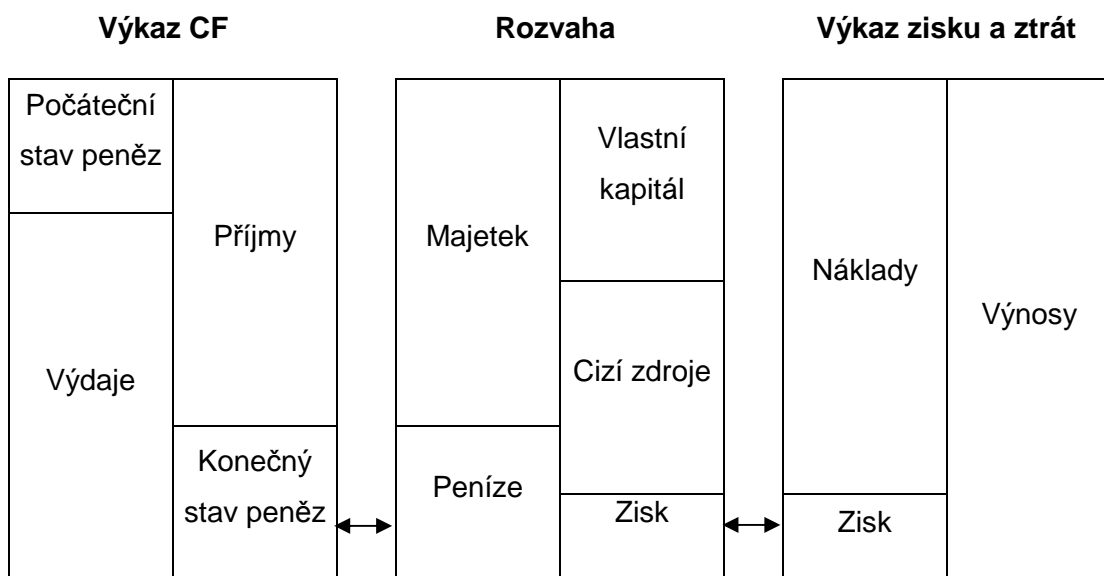 Výkaz CF
Rozvaha
Výkaz zisku a ztrát
Počáteční
stav peněz
Výdaje
Příjmy
Konečný
stav peněz
Majetek
Peníze
Vlastní
kapitál
Cizí zdroje
Zisk
Náklady
Zisk
Výnosy